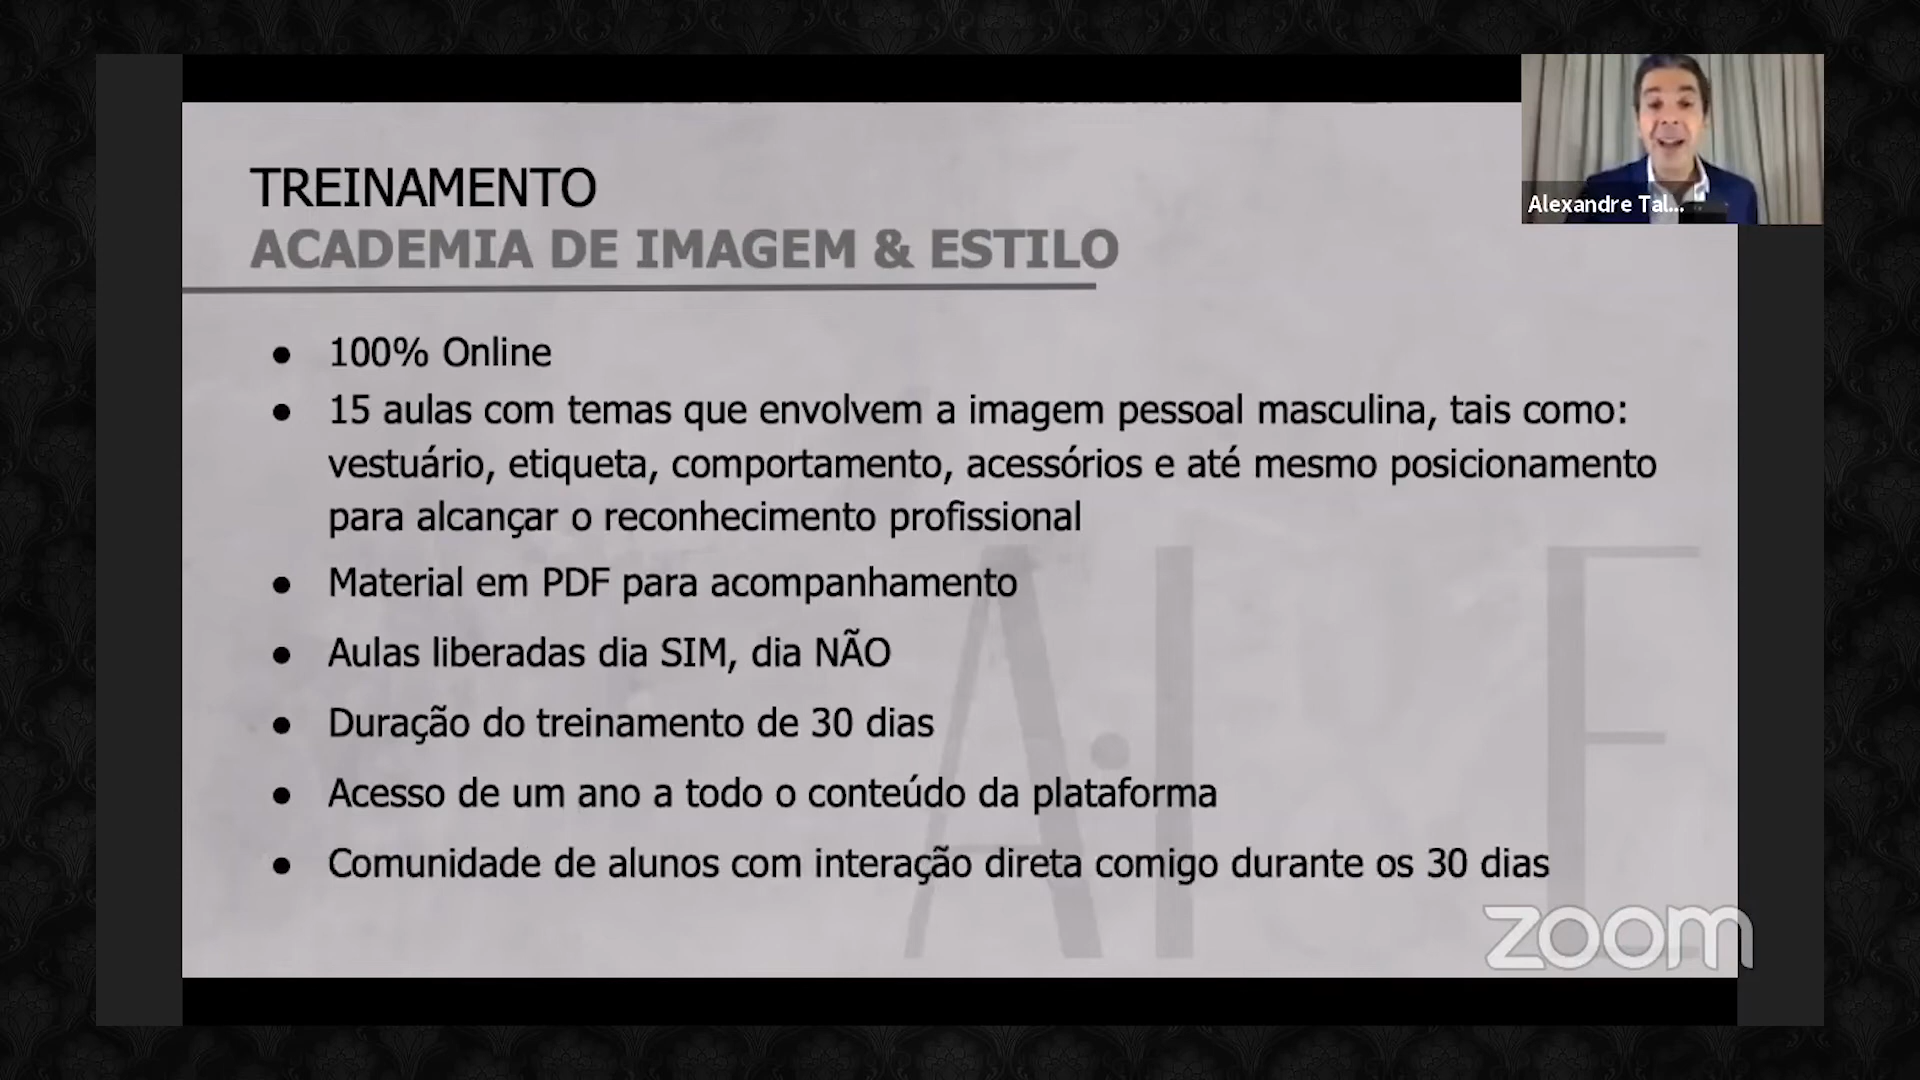 Alexandre Tal...
TREINAMENTO
ACADEMIA DE IMAGEM & ESTILO
● 100% Online
● 15 aulas com temas que envolvem a imagem pessoal masculina, tais como:
vestuário, etiqueta, comportamento, acessórios e até mesmo posicionamento
para alcançar o reconhecimento profissional
● Material em PDF para acompanhamento
● Aulas liberadas dia SIM, dia NÃO
● Duração do treinamento de 30 dias
● Acesso de um ano a todo o conteúdo da plataforma
● Comunidade de alunos com interação direta comigo durante os 30 dias
A.I E
zoom